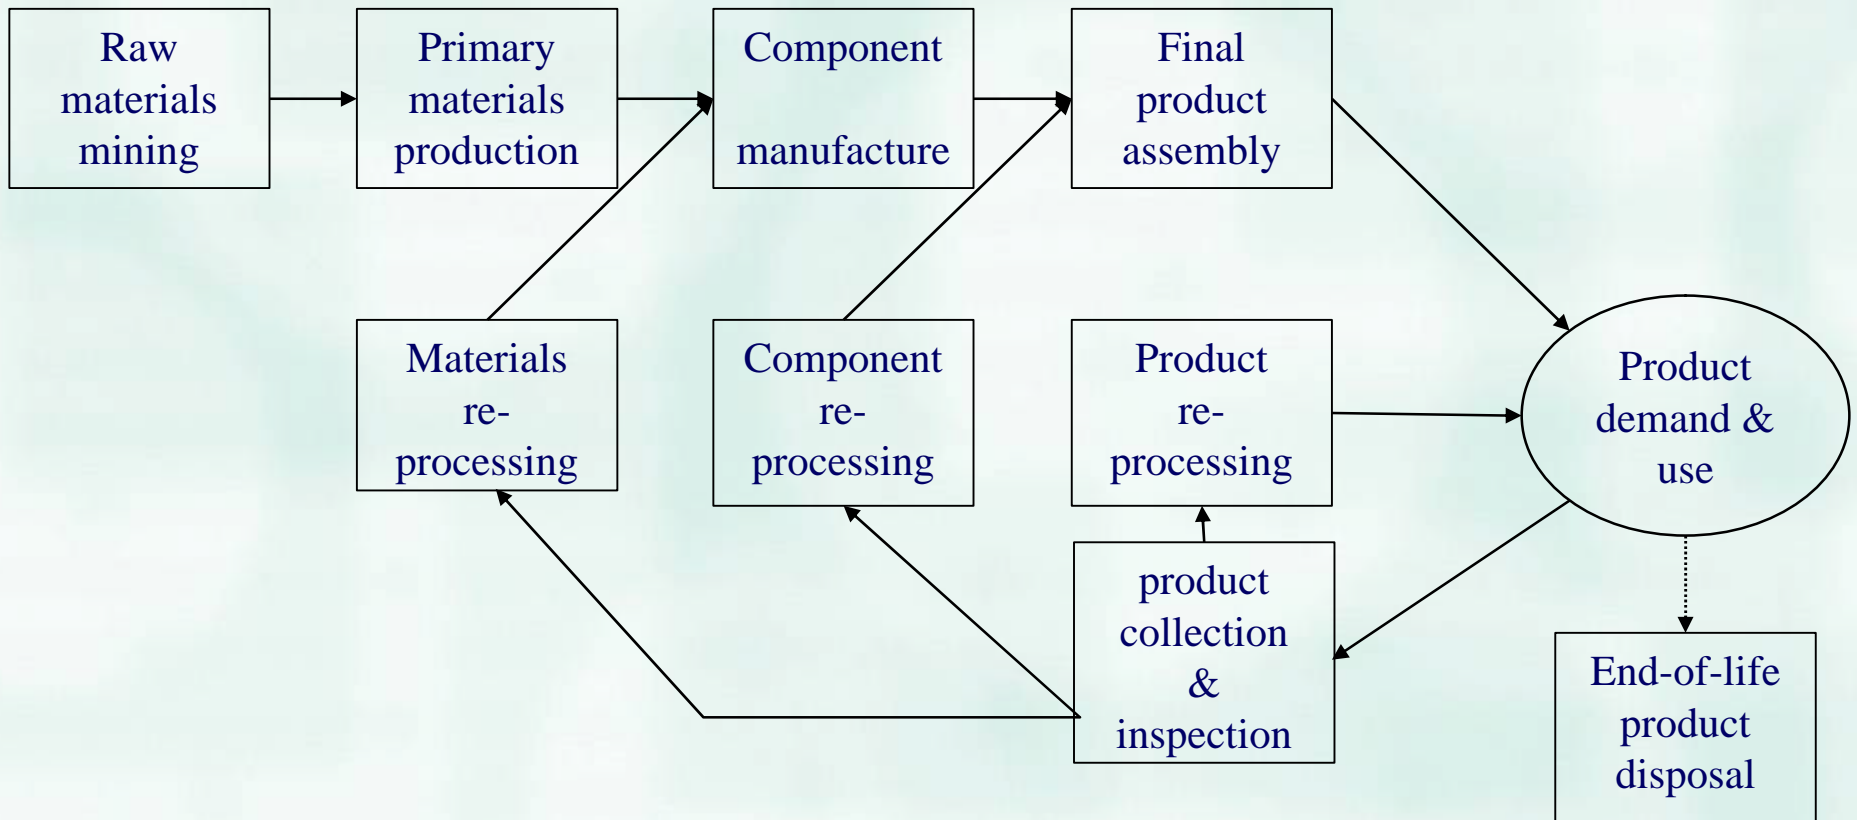 Raw
materials
mining
Primary
materials
production
Component
manufacture
Final
product
assembly
Materials
re-
processing
Component
re-
processing
Product
re-
processing
Product
demand &
use
product
collection
&
inspection
End-of-life
product
disposal